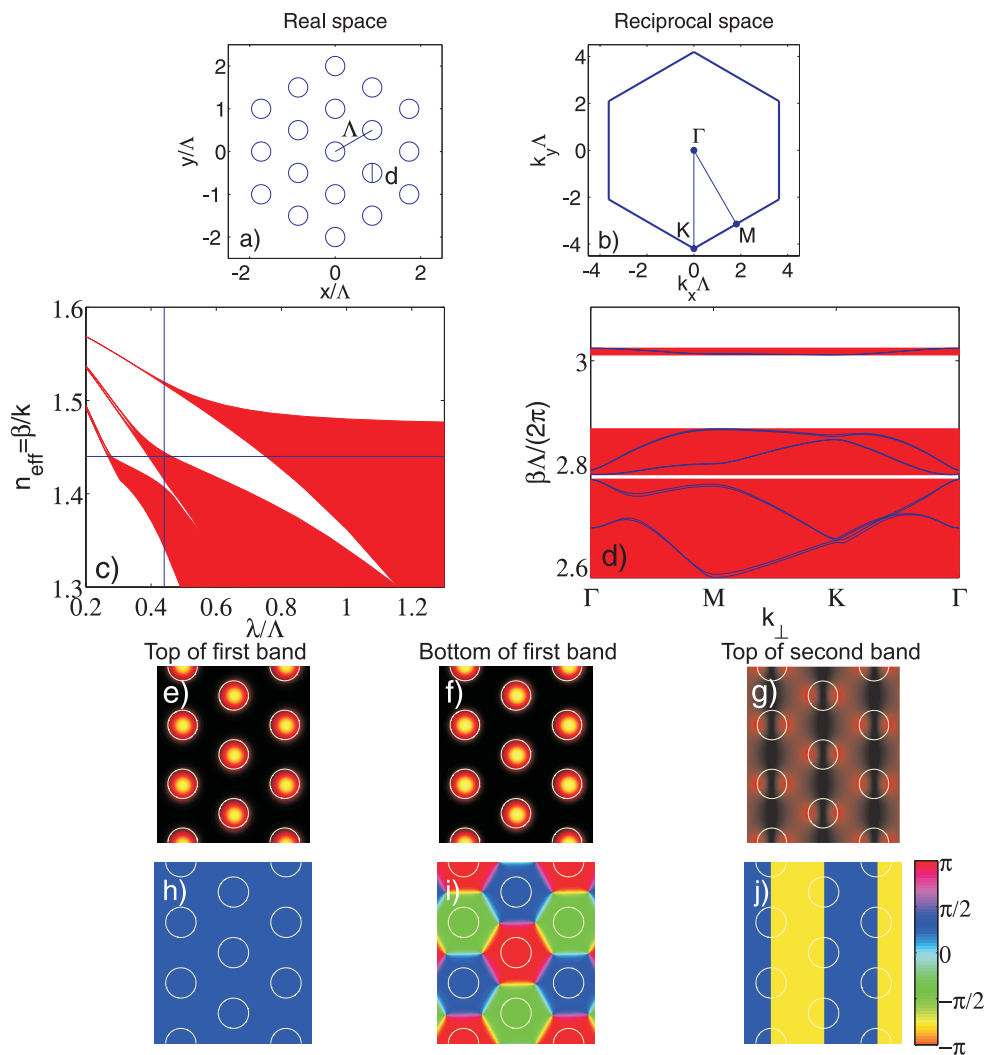 Real space
Reciprocal space
4
2
0
-2
-4
k_yΛ
Γ
K
M
b)
-4 -2 0 2 4
k_xΛ
2
1
0
-1
-2
y/Λ
Λ
d
a)
-2 0 2
x/Λ
1.6
1.5
1.4
1.3
n_eff=β/k
c)
0.2 0.4 0.6 0.8 1 1.2
λ/Λ
3
2.8
2.6
βΛ/(2π)
d)
Γ M K Γ
k_⊥
Top of first band
Bottom of first band
Top of second band
e)
f)
g)
h)
i)
j)
π
π/2
0
−π/2
−π